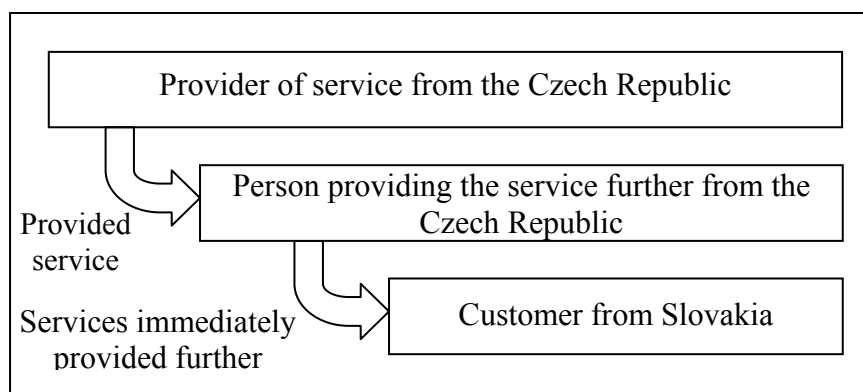 Provider of service from the Czech Republic
Person providing the service further from the
Czech Republic
Provided
service
Customer from Slovakia
Services immediately
provided further